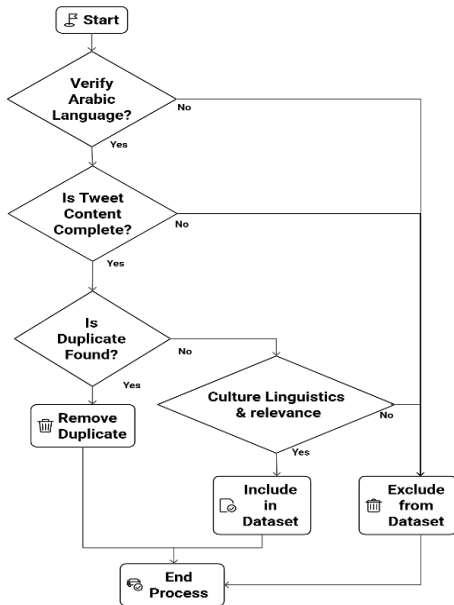 Start
Verify
Arabic
Language?
No
Yes
Is Tweet
Content
Complete?
No
Yes
Is
Duplicate
Found?
No
Yes
Culture Linguistics
& relevance
No
Yes
Remove
Duplicate
Include
in
Dataset
Exclude
from
Dataset
End
Process